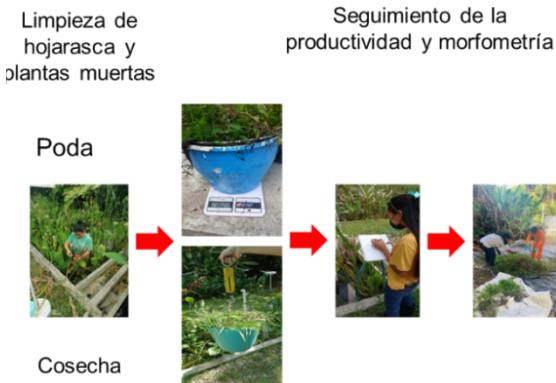 Limpieza de
hojarasca y
plantas muertas
Seguimiento de la
productividad y morfometría
Poda
Cosecha